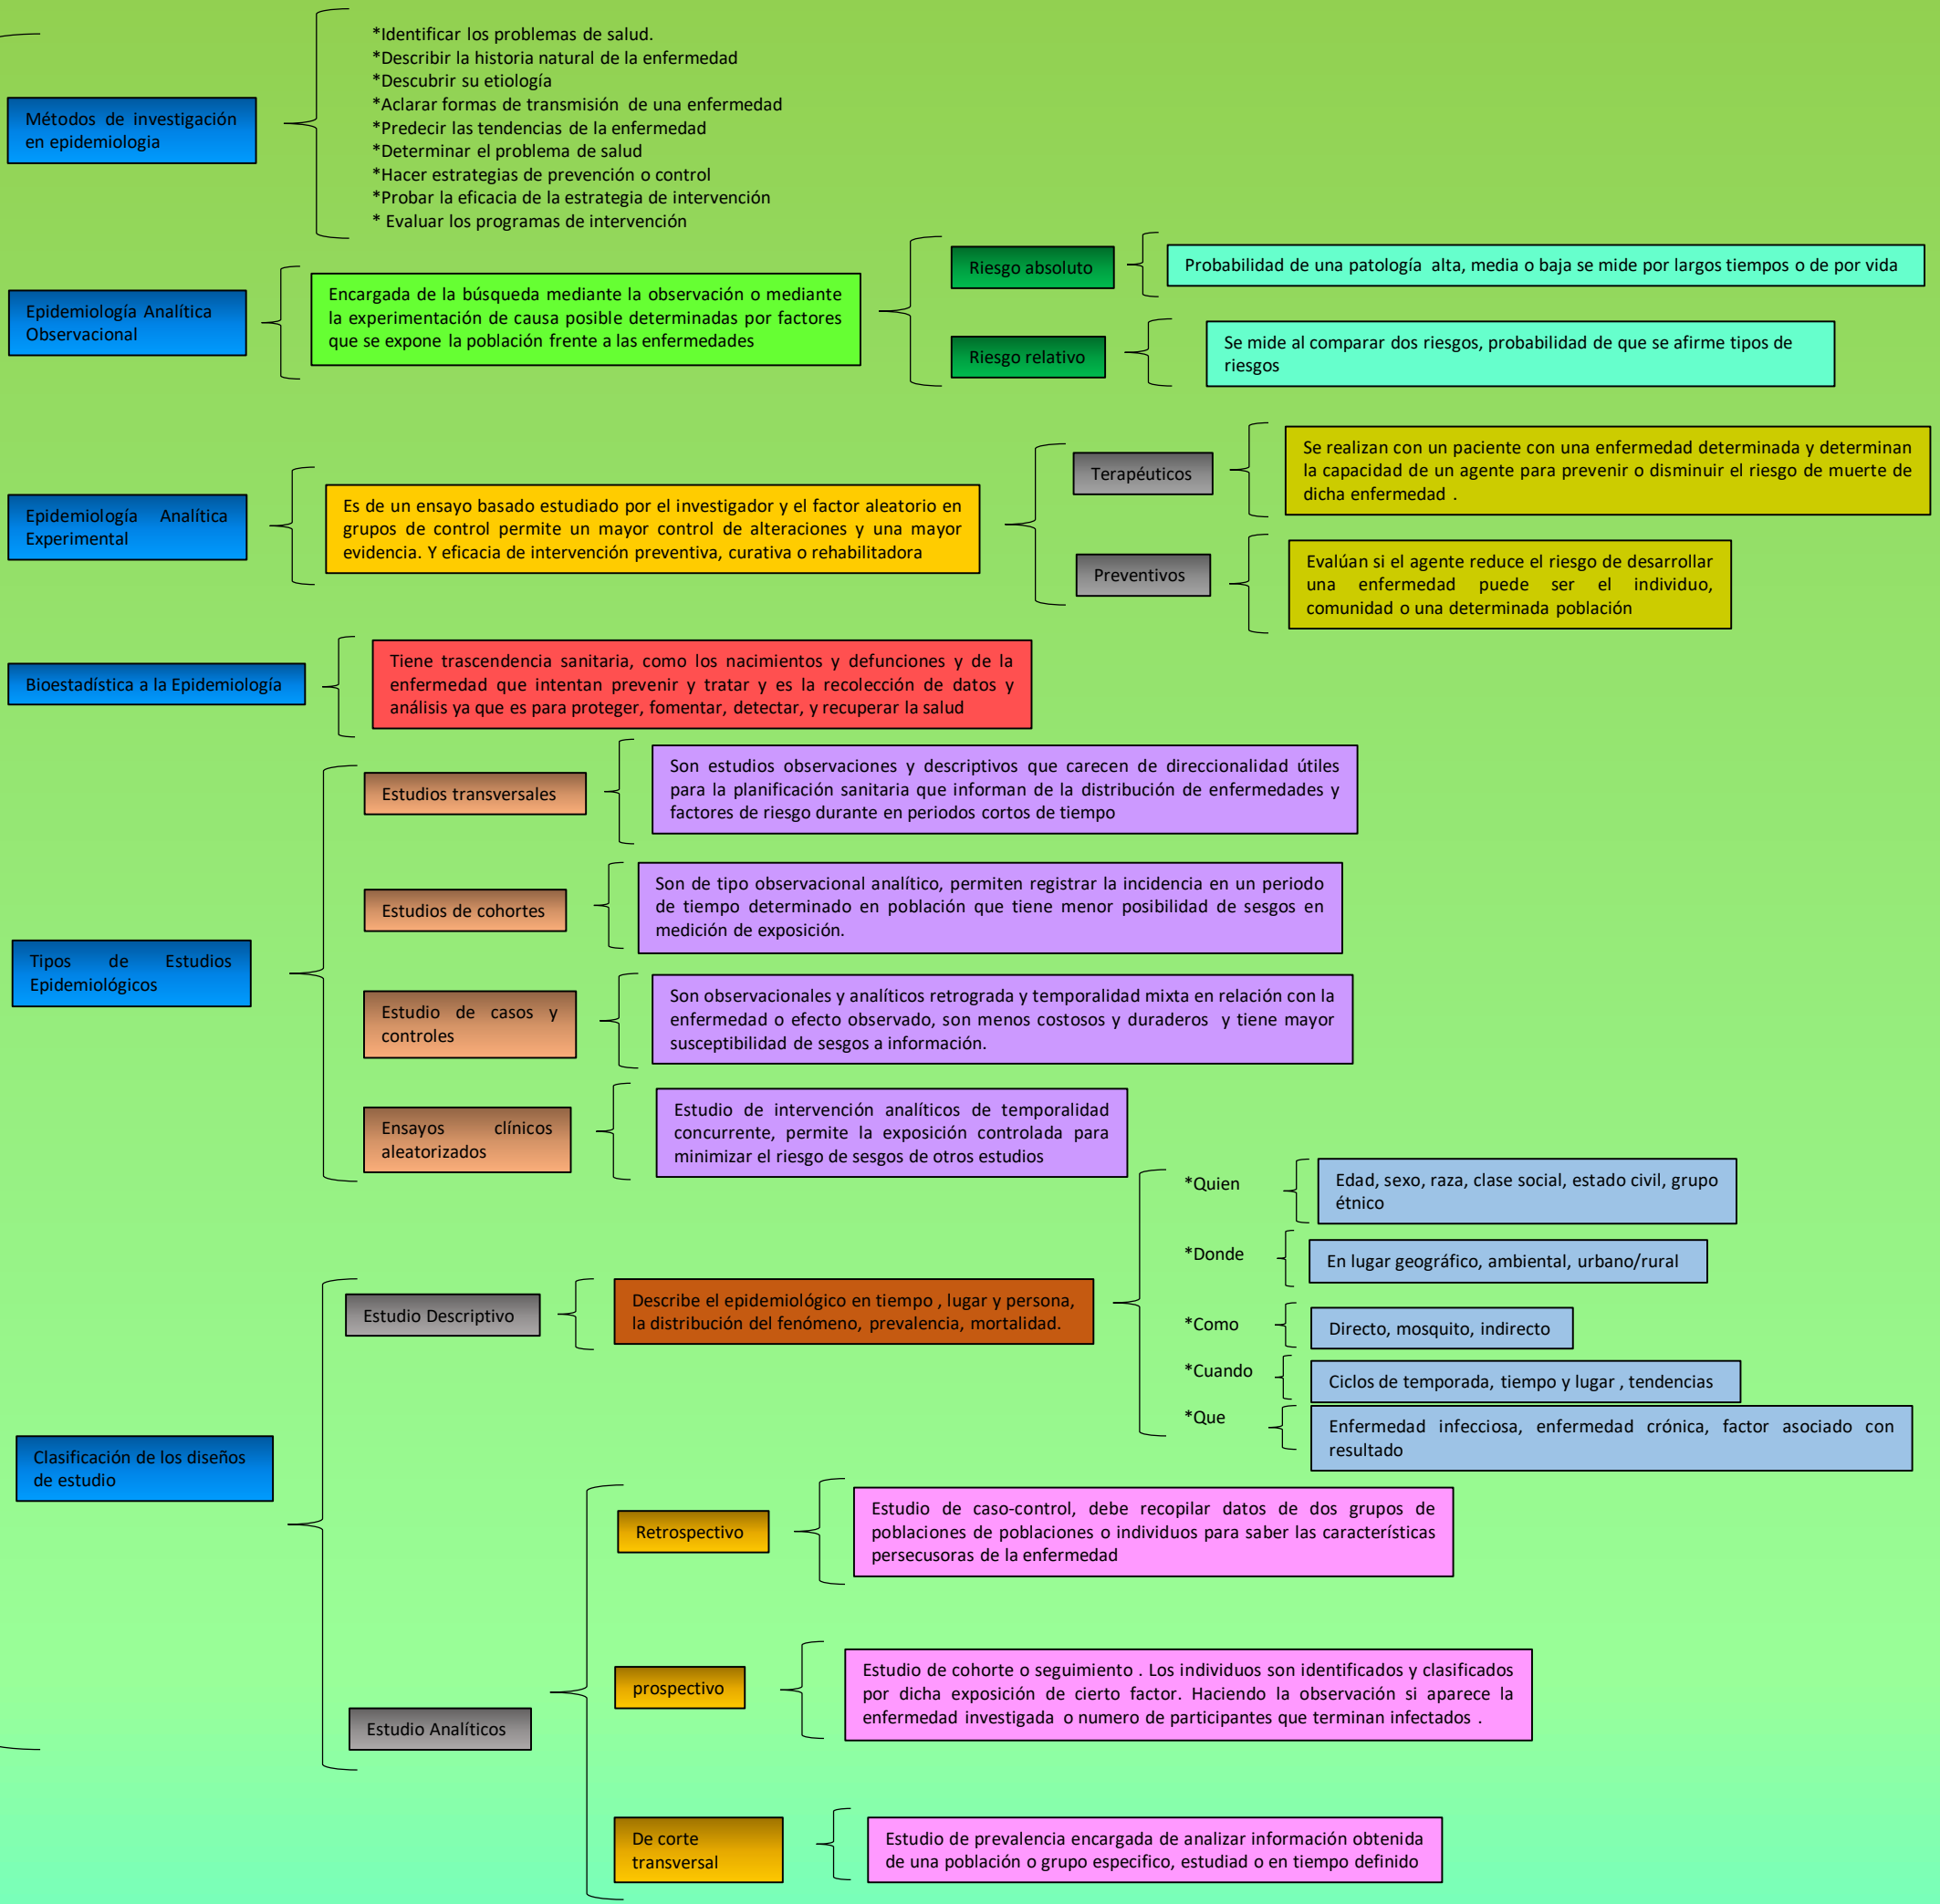 *Identificar los problemas de salud.
*Describir la historia natural de la enfermedad
*Descubrir su etiología
*Aclarar formas de transmisión de una enfermedad
*Predecir las tendencias de la enfermedad
*Determinar el problema de salud
*Hacer estrategias de prevención o control
*Probar la eficacia de la estrategia de intervención
* Evaluar los programas de intervención
Métodos de investigación
en epidemiologia
Epidemiología Analítica
Observacional
Encargada de la búsqueda mediante la observación o mediante
la experimentación de causa posible determinadas por factores
que se expone la población frente a las enfermedades
Riesgo absoluto
Probabilidad de una patología alta, media o baja se mide por largos tiempos o de por vida
Riesgo relativo
Se mide al comparar dos riesgos, probabilidad de que se afirme tipos de
riesgos
Epidemiología Analítica
Experimental
Es de un ensayo basado estudiado por el investigador y el factor aleatorio en
grupos de control permite un mayor control de alteraciones y una mayor
evidencia. Y eficacia de intervención preventiva, curativa o rehabilitadora
Terapéuticos
Se realizan con un paciente con una enfermedad determinada y determinan
la capacidad de un agente para prevenir o disminuir el riesgo de muerte de
dicha enfermedad .
Preventivos
Evalúan si el agente reduce el riesgo de desarrollar
una enfermedad puede ser el individuo,
comunidad o una determinada población
Bioestadística a la Epidemiología
Tiene trascendencia sanitaria, como los nacimientos y defunciones y de la
enfermedad que intentan prevenir y tratar y es la recolección de datos y
análisis ya que es para proteger, fomentar, detectar, y recuperar la salud
Tipos de Estudios
Epidemiológicos
Estudios transversales
Son estudios observaciones y descriptivos que carecen de direccionalidad útiles
para la planificación sanitaria que informan de la distribución de enfermedades y
factores de riesgo durante en periodos cortos de tiempo
Estudios de cohortes
Son de tipo observacional analítico, permiten registrar la incidencia en un periodo
de tiempo determinado en población que tiene menor posibilidad de sesgos en
medición de exposición.
Estudio de casos y
controles
Son observacionales y analíticos retrograda y temporalidad mixta en relación con la
enfermedad o efecto observado, son menos costosos y duraderos y tiene mayor
susceptibilidad de sesgos a información.
Ensayos clínicos
aleatorizados
Estudio de intervención analíticos de temporalidad
concurrente, permite la exposición controlada para
minimizar el riesgo de sesgos de otros estudios
Clasificación de los diseños
de estudio
Estudio Descriptivo
Describe el epidemiológico en tiempo , lugar y persona,
la distribución del fenómeno, prevalencia, mortalidad.
*Quien
Edad, sexo, raza, clase social, estado civil, grupo
étnico
*Donde
En lugar geográfico, ambiental, urbano/rural
*Como
Directo, mosquito, indirecto
*Cuando
Ciclos de temporada, tiempo y lugar , tendencias
*Que
Enfermedad infecciosa, enfermedad crónica, factor asociado con
resultado
Estudio Analíticos
Retrospectivo
Estudio de caso-control, debe recopilar datos de dos grupos de
poblaciones de poblaciones o individuos para saber las características
persecusoras de la enfermedad
prospectivo
Estudio de cohorte o seguimiento . Los individuos son identificados y clasificados
por dicha exposición de cierto factor. Haciendo la observación si aparece la
enfermedad investigada o numero de participantes que terminan infectados .
De corte
transversal
Estudio de prevalencia encargada de analizar información obtenida
de una población o grupo especifico, estudiad o en tiempo definido